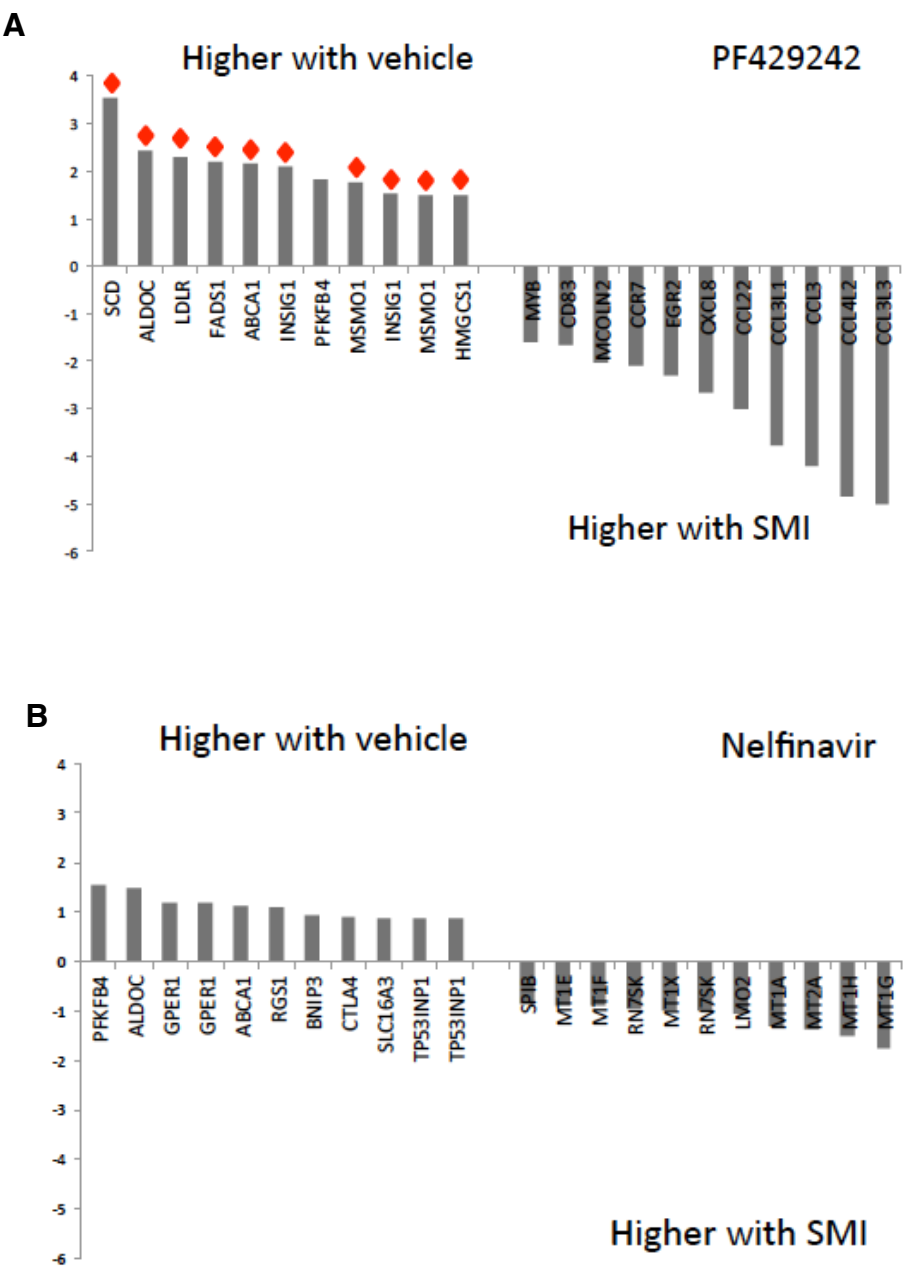 A
Higher with vehicle
PF429242
4
3
2
1
0
-1
-2
-3
-4
-5
-6
SCD
ALDOC
LDLR
FADS1
ABCA1
INSIG1
PFKFB4
MSMO1
INSIG1
MSMO1
HMGCS1
MYB
CD83
MCOLN2
CCR7
EGR2
CXCL8
CCL22
CCL3L1
CCL3
CCL4L2
CCL3L3
Higher with SMI
B
Higher with vehicle
Nelfinavir
4
3
2
1
0
-1
-2
-3
-4
-5
-6
PFKFB4
ALDOC
GPER1
GPER1
ABCA1
RGS1
BNIP3
CTLA4
SLC16A3
TP53INP1
TP53INP1
SPIB
MT1E
MT1F
RN7SK
MT1X
RN7SK
LMO2
MT1A
MT2A
MT1H
MT1G
Higher with SMI